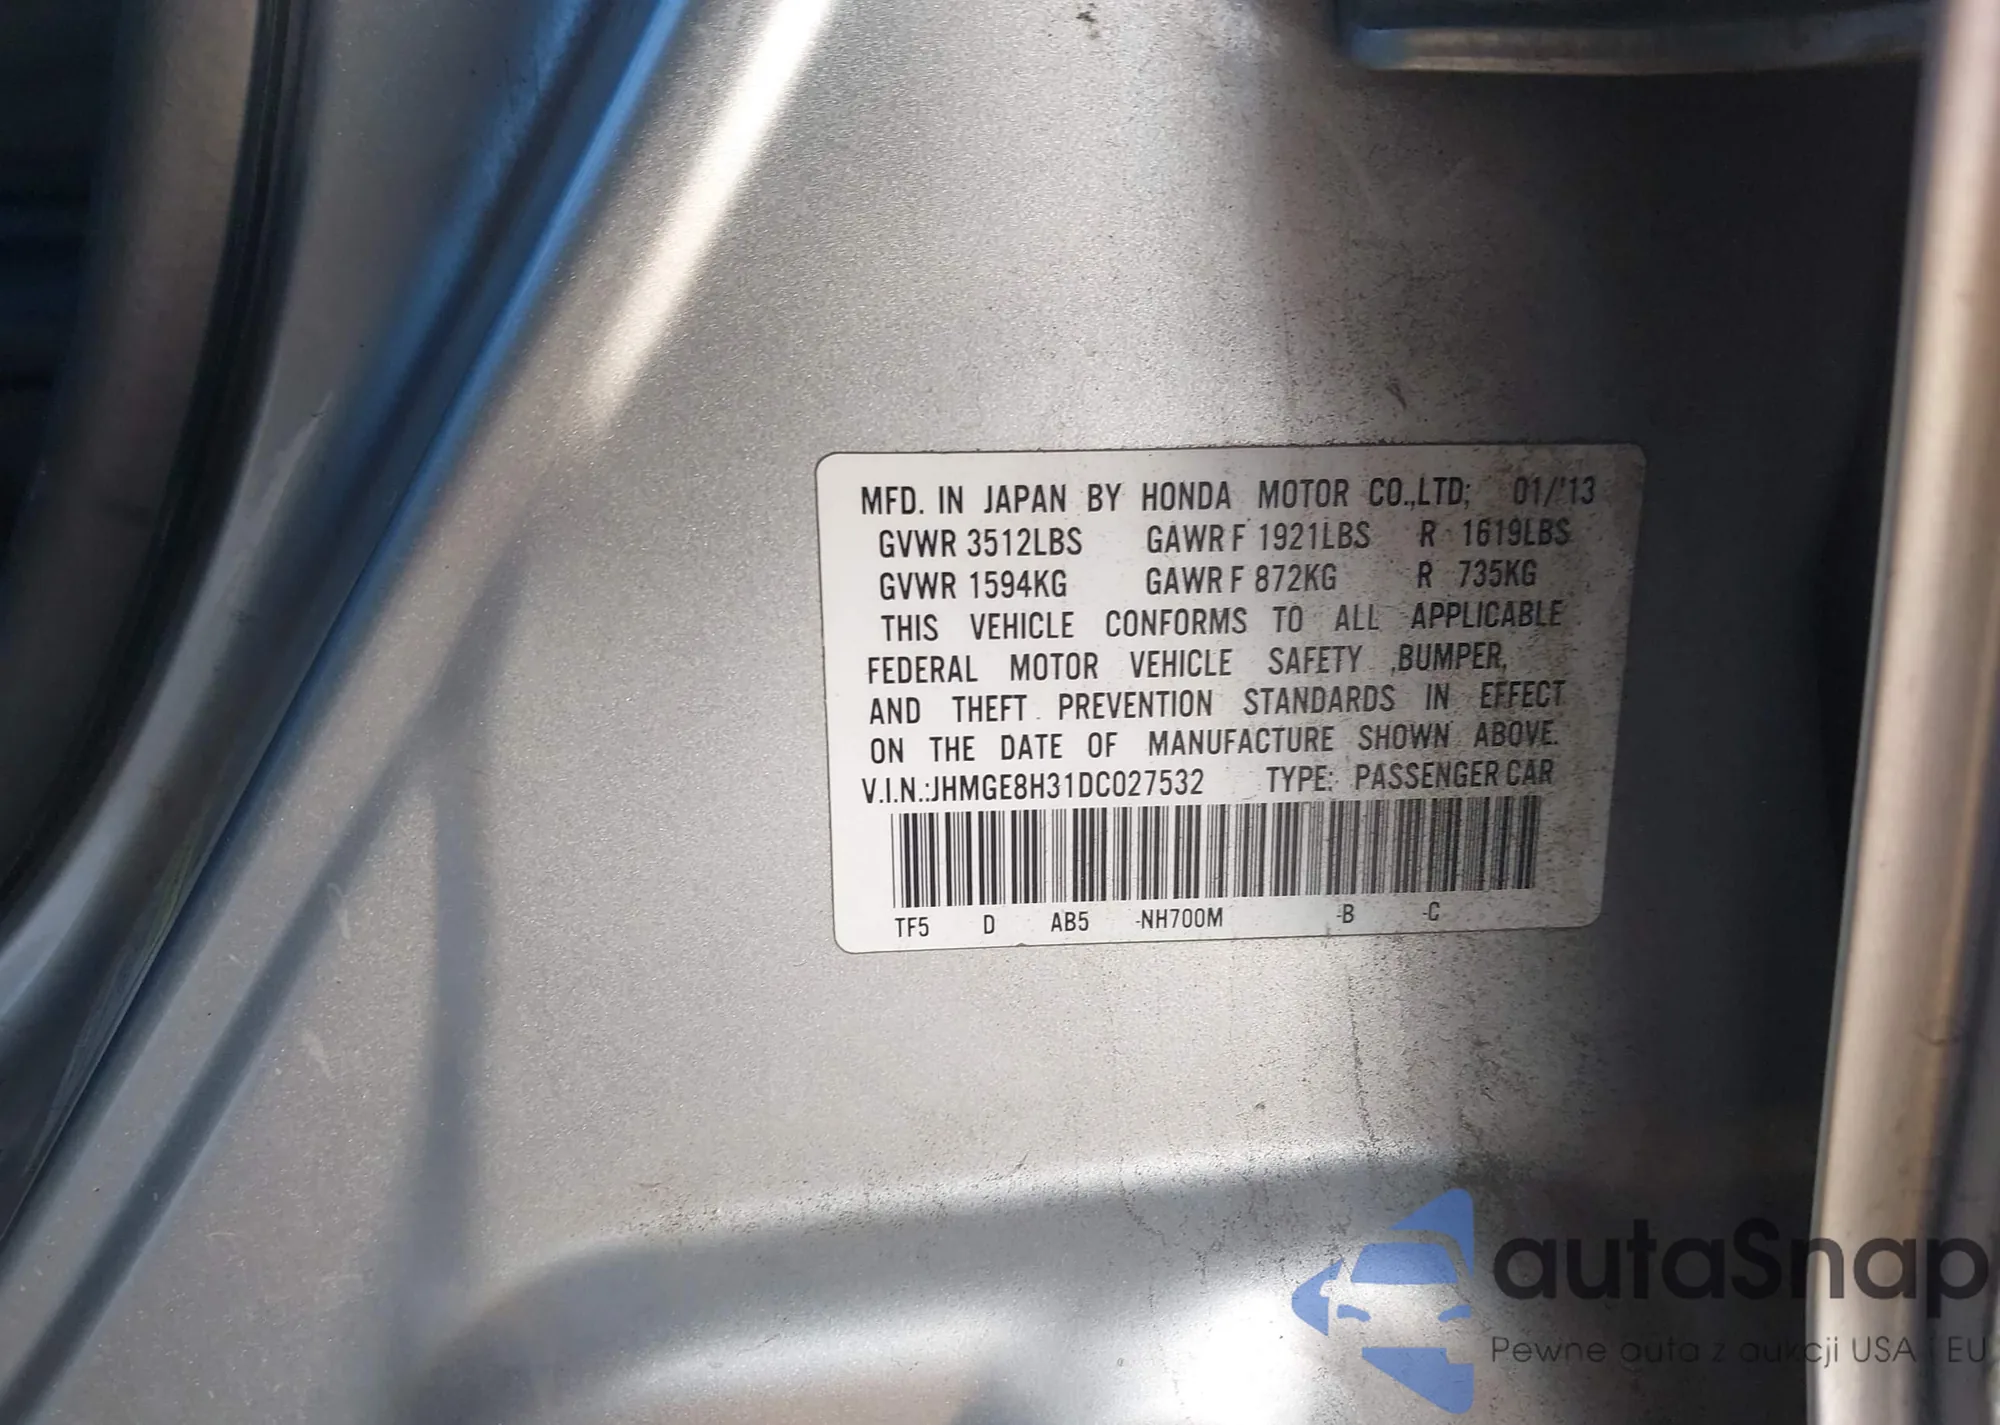 MFD. IN JAPAN BY HONDA MOTOR CO.,LTD; 01/'13
GVWR 3512LBS GAWR F 1921LBS R 1619LBS
GVWR 1594KG GAWR F 872KG R 735KG
THIS VEHICLE CONFORMS TO ALL APPLICABLE
FEDERAL MOTOR VEHICLE SAFETY ,BUMPER,
AND THEFT PREVENTION STANDARDS IN EFFECT
ON THE DATE OF MANUFACTURE SHOWN ABOVE.
V.I.N.:JHMGE8H31DC027532 TYPE: PASSENGER CAR
TF5 D AB5 -NH700M -B -C
autaSnap
Pewne auta z aukcji USA i EU